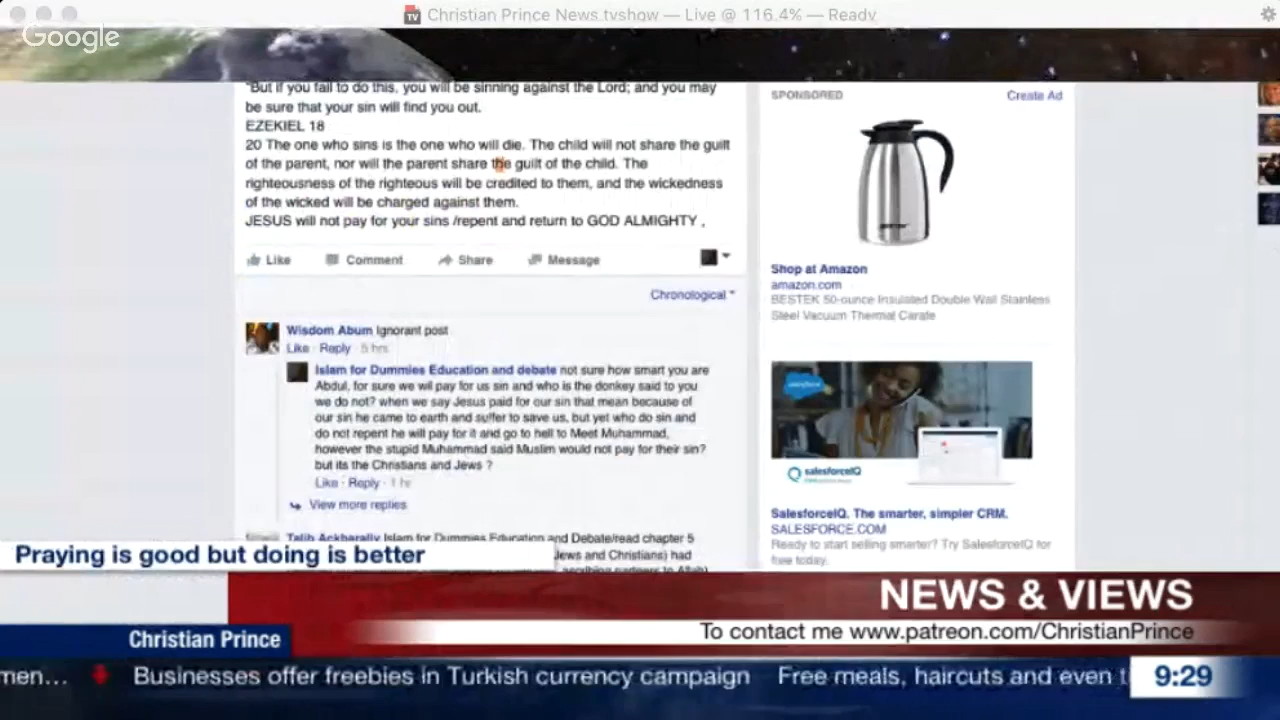 Christian Prince News.tvshow — Live @ 116.4% — Ready
Google
"But if you fail to do this, you will be sinning against the Lord; and you may
be sure that your sin will find you out.
EZEKIEL 18
20 The one who sins is the one who will die. The child will not share the guilt
of the parent, nor will the parent share the guilt of the child. The
righteousness of the righteous will be credited to them, and the wickedness
of the wicked will be charged against them.
JESUS will not pay for your sins /repent and return to GOD ALMIGHTY .
Like Comment Share Message
Chronological
Wisdom Abum Ignorant post
Like · Reply · 5 hrs
Islam for Dummies Education and debate not sure how smart you are
Abdul, for sure we wil pay for us sin and who is the donkey said to you
we do not? when we say Jesus paid for our sin that mean because of
our sin he came to earth and suffer to save us, but yet who do sin and
do not repent he will pay for it and go to hell to Meet Muhammad,
however the stupid Muhammad said Muslim would not pay for their sin?
but its the Christians and Jews ?
Like · Reply · 1 hr
View more replies
Talib Ackbarally Islam for Dummies Education and Debate/read chapter 5
Jews and Christians) had
ascribing partners to Allah)
SPONSORED Create Ad
Shop at Amazon
amazon.com
BESTEK 50-ounce Insulated Double Wall Stainless
Steel Vacuum Thermal Carafe
salesforce
salesforceIQ
SalesforceIQ. The smarter, simpler CRM.
SALESFORCE.COM
Ready to start selling smarter? Try SalesforceIQ for
free today.
Praying is good but doing is better
NEWS & VIEWS
To contact me www.patreon.com/ChristianPrince
Christian Prince
men... Businesses offer freebies in Turkish currency campaign Free meals, haircuts and even t
9:29